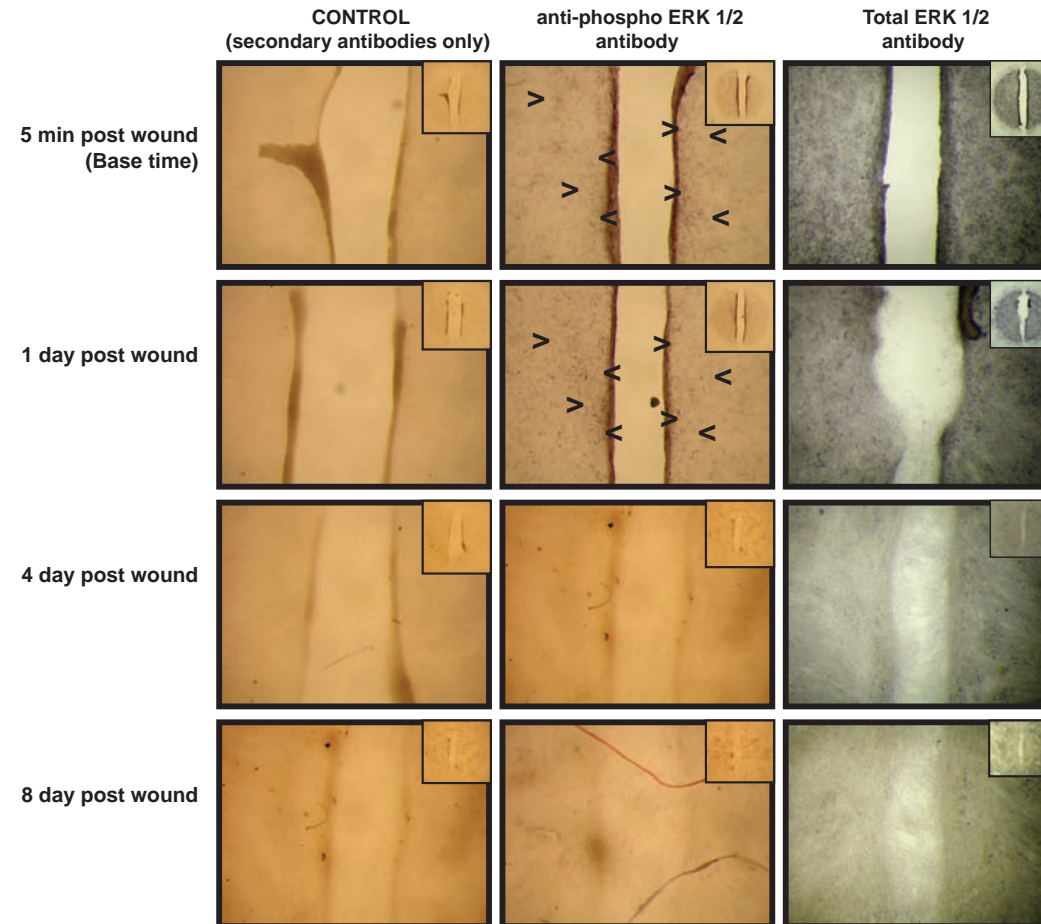 CONTROL
(secondary antibodies only)
anti-phospho ERK 1/2
antibody
Total ERK 1/2
antibody
5 min post wound
(Base time)
> < > < > > < <
1 day post wound
> > < < > > < <
4 day post wound
8 day post wound